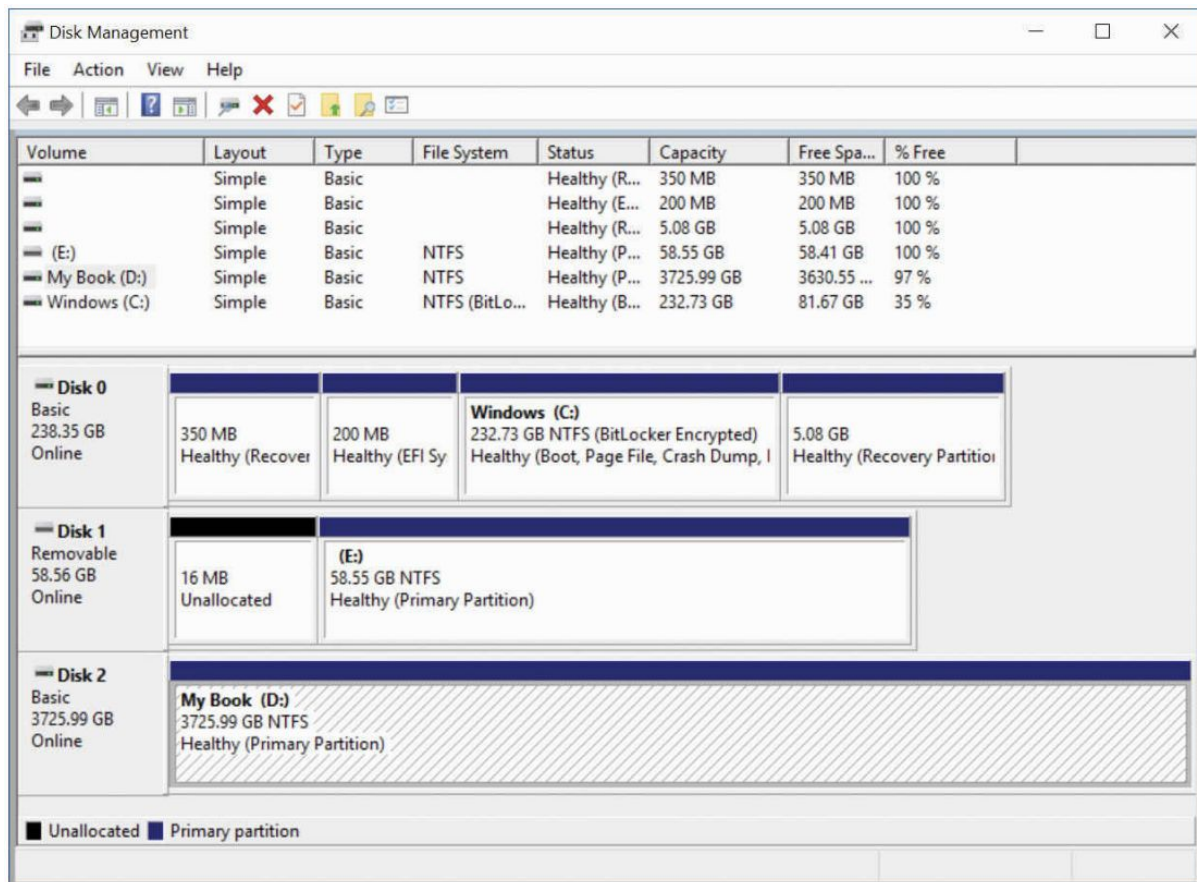 Disk Management
File Action View Help
Volume Layout Type File System Status Capacity Free Spa... % Free
Simple Basic Healthy (R... 350 MB 350 MB 100 %
Simple Basic Healthy (E... 200 MB 200 MB 100 %
Simple Basic Healthy (R... 5.08 GB 5.08 GB 100 %
(E:) Simple Basic NTFS Healthy (P... 58.55 GB 58.41 GB 100 %
My Book (D:) Simple Basic NTFS Healthy (P... 3725.99 GB 3630.55 ... 97 %
Windows (C:) Simple Basic NTFS (BitLo... Healthy (B... 232.73 GB 81.67 GB 35 %
Disk 0
Basic
238.35 GB
Online
350 MB
Healthy (Recover
200 MB
Healthy (EFI Sy
Windows (C:)
232.73 GB NTFS (BitLocker Encrypted)
Healthy (Boot, Page File, Crash Dump, I
5.08 GB
Healthy (Recovery Partition
Disk 1
Removable
58.56 GB
Online
16 MB
Unallocated
(E:)
58.55 GB NTFS
Healthy (Primary Partition)
Disk 2
Basic
3725.99 GB
Online
My Book (D:)
3725.99 GB NTFS
Healthy (Primary Partition)
Unallocated Primary partition